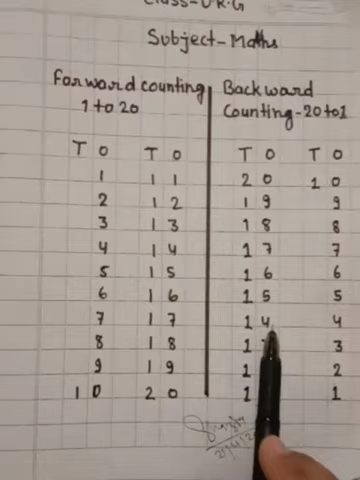 Class-U.K.G
Subject-Maths
Forward counting
1 to 20
Backward
Counting-20 to 1
T O T O T O T O
1 1 1 2 0 1 0
2 1 2 1 9 9
3 1 3 1 8 8
4 1 4 1 7 7
5 1 5 1 6 6
6 1 6 1 5 5
7 1 7 1 4 4
8 1 8 1 3
9 1 9 1 2
1 0 2 0 1 1